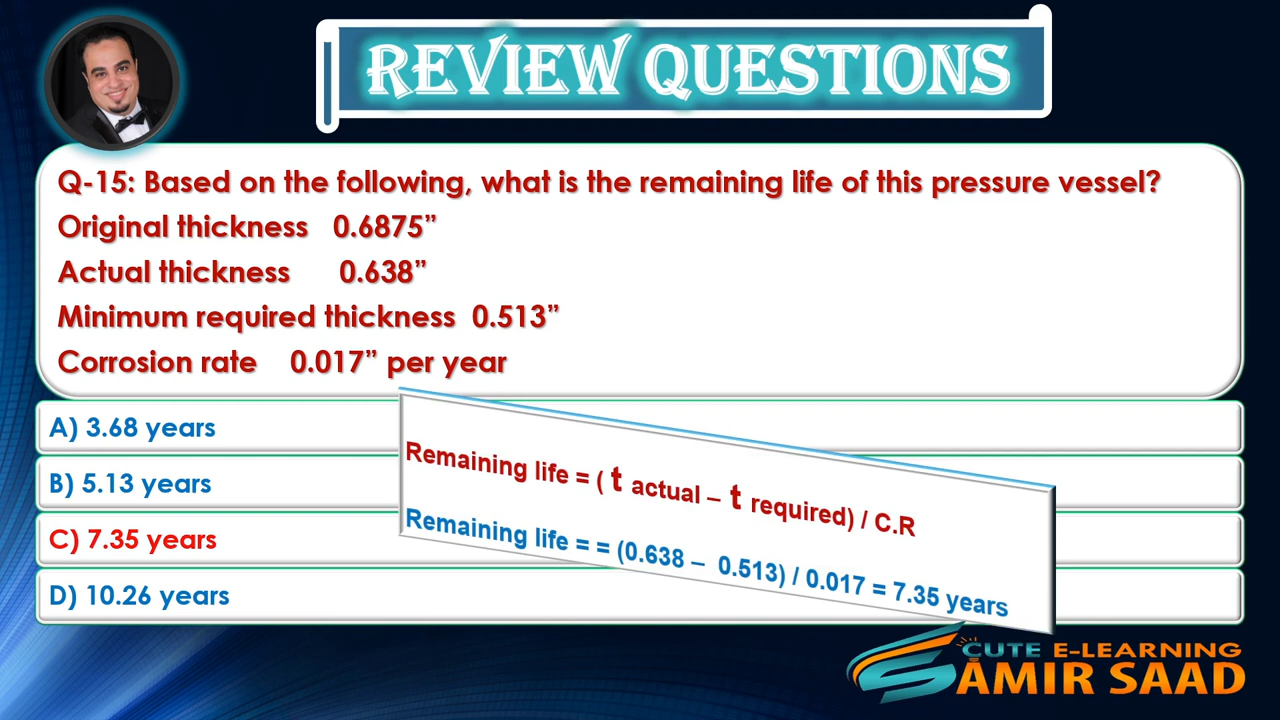 REVIEW QUESTIONS
Q-15: Based on the following, what is the remaining life of this pressure vessel?
Original thickness 0.6875”
Actual thickness 0.638”
Minimum required thickness 0.513”
Corrosion rate 0.017” per year
A) 3.68 years
B) 5.13 years
C) 7.35 years
D) 10.26 years
Remaining life = ( t actual – t required) / C.R
Remaining life = = (0.638 – 0.513) / 0.017 = 7.35 years
CUTE E-LEARNING
AMIR SAAD